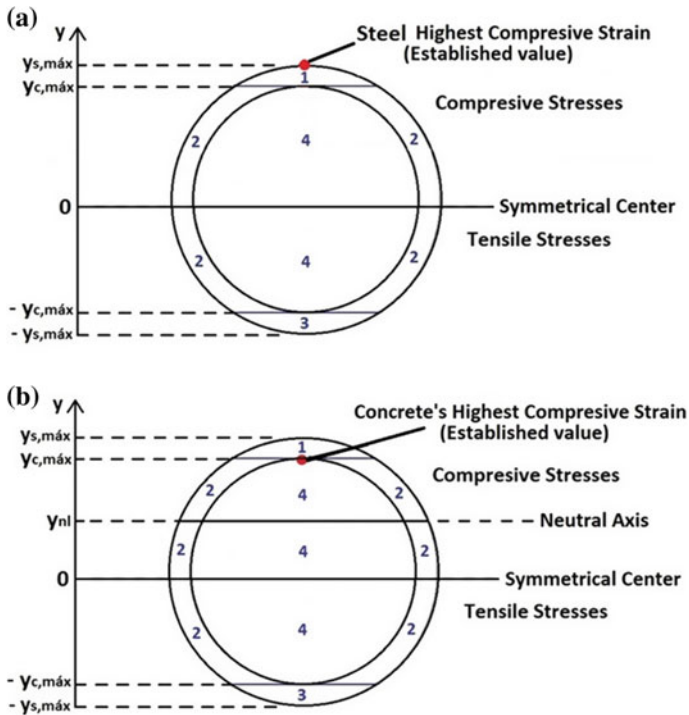 (a)
y
Steel Highest Compresive Strain
(Established value)
ys,máx
yc,máx
1
Compresive Stresses
2
2
4
0
Symmetrical Center
Tensile Stresses
2
2
4
- yc,máx
- ys,máx
3
(b)
y
Concrete's Highest Compresive Strain
(Established value)
ys,máx
yc,máx
1
Compresive Stresses
2
2
4
ynl
Neutral Axis
2
2
4
0
Symmetrical Center
Tensile Stresses
2
2
4
- yc,máx
- ys,máx
3